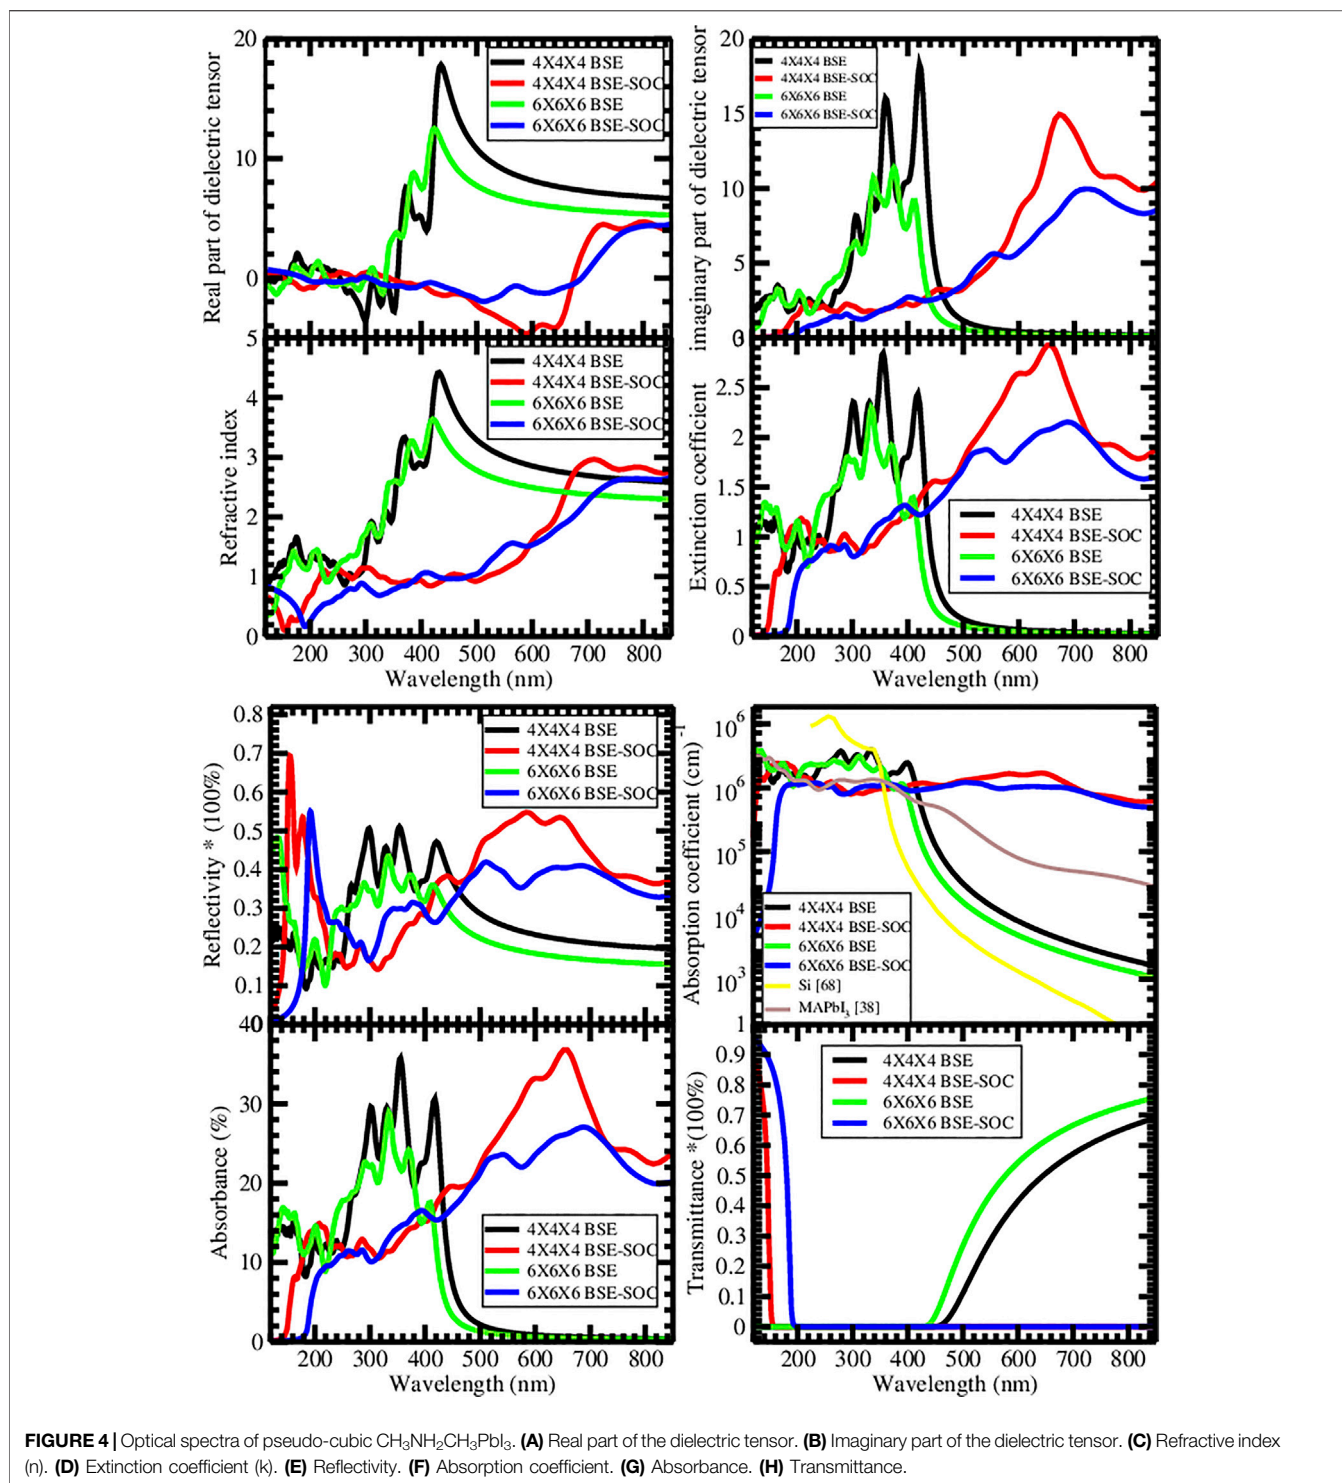 20
10
0
Real part of dielectric tensor
4X4X4 BSE
4X4X4 BSE-SOC
6X6X6 BSE
6X6X6 BSE-SOC
20
15
10
5
0
imaginary part of dielectric tensor
4X4X4 BSE
4X4X4 BSE-SOC
6X6X6 BSE
6X6X6 BSE-SOC
5
4
3
2
1
0
Refractive index
4X4X4 BSE
4X4X4 BSE-SOC
6X6X6 BSE
6X6X6 BSE-SOC
200 300 400 500 600 700 800
Wavelength (nm)
3
2.5
2
1.5
1
0.5
0
Extinction coefficient
4X4X4 BSE
4X4X4 BSE-SOC
6X6X6 BSE
6X6X6 BSE-SOC
200 300 400 500 600 700 800
Wavelength (nm)
0.8
0.7
0.6
0.5
0.4
0.3
0.2
0.1
0
Reflectivity * (100%)
4X4X4 BSE
4X4X4 BSE-SOC
6X6X6 BSE
6X6X6 BSE-SOC
10⁶
10⁶
10⁵
10⁴
10³
Absorption coefficient (cm)⁻¹
4X4X4 BSE
4X4X4 BSE-SOC
6X6X6 BSE
6X6X6 BSE-SOC
Si [68]
MAPbI₃ [38]
40
30
20
10
0
Absorbance (%)
4X4X4 BSE
4X4X4 BSE-SOC
6X6X6 BSE
6X6X6 BSE-SOC
200 300 400 500 600 700 800
Wavelength (nm)
1
0.9
0.8
0.7
0.6
0.5
0.4
0.3
0.2
0.1
0
Transmittance *(100%)
4X4X4 BSE
4X4X4 BSE-SOC
6X6X6 BSE
6X6X6 BSE-SOC
200 300 400 500 600 700 800
Wavelength (nm)
FIGURE 4 | Optical spectra of pseudo-cubic CH₃NH₂CH₃PbI₃. (A) Real part of the dielectric tensor. (B) Imaginary part of the dielectric tensor. (C) Refractive index
(n). (D) Extinction coefficient (k). (E) Reflectivity. (F) Absorption coefficient. (G) Absorbance. (H) Transmittance.